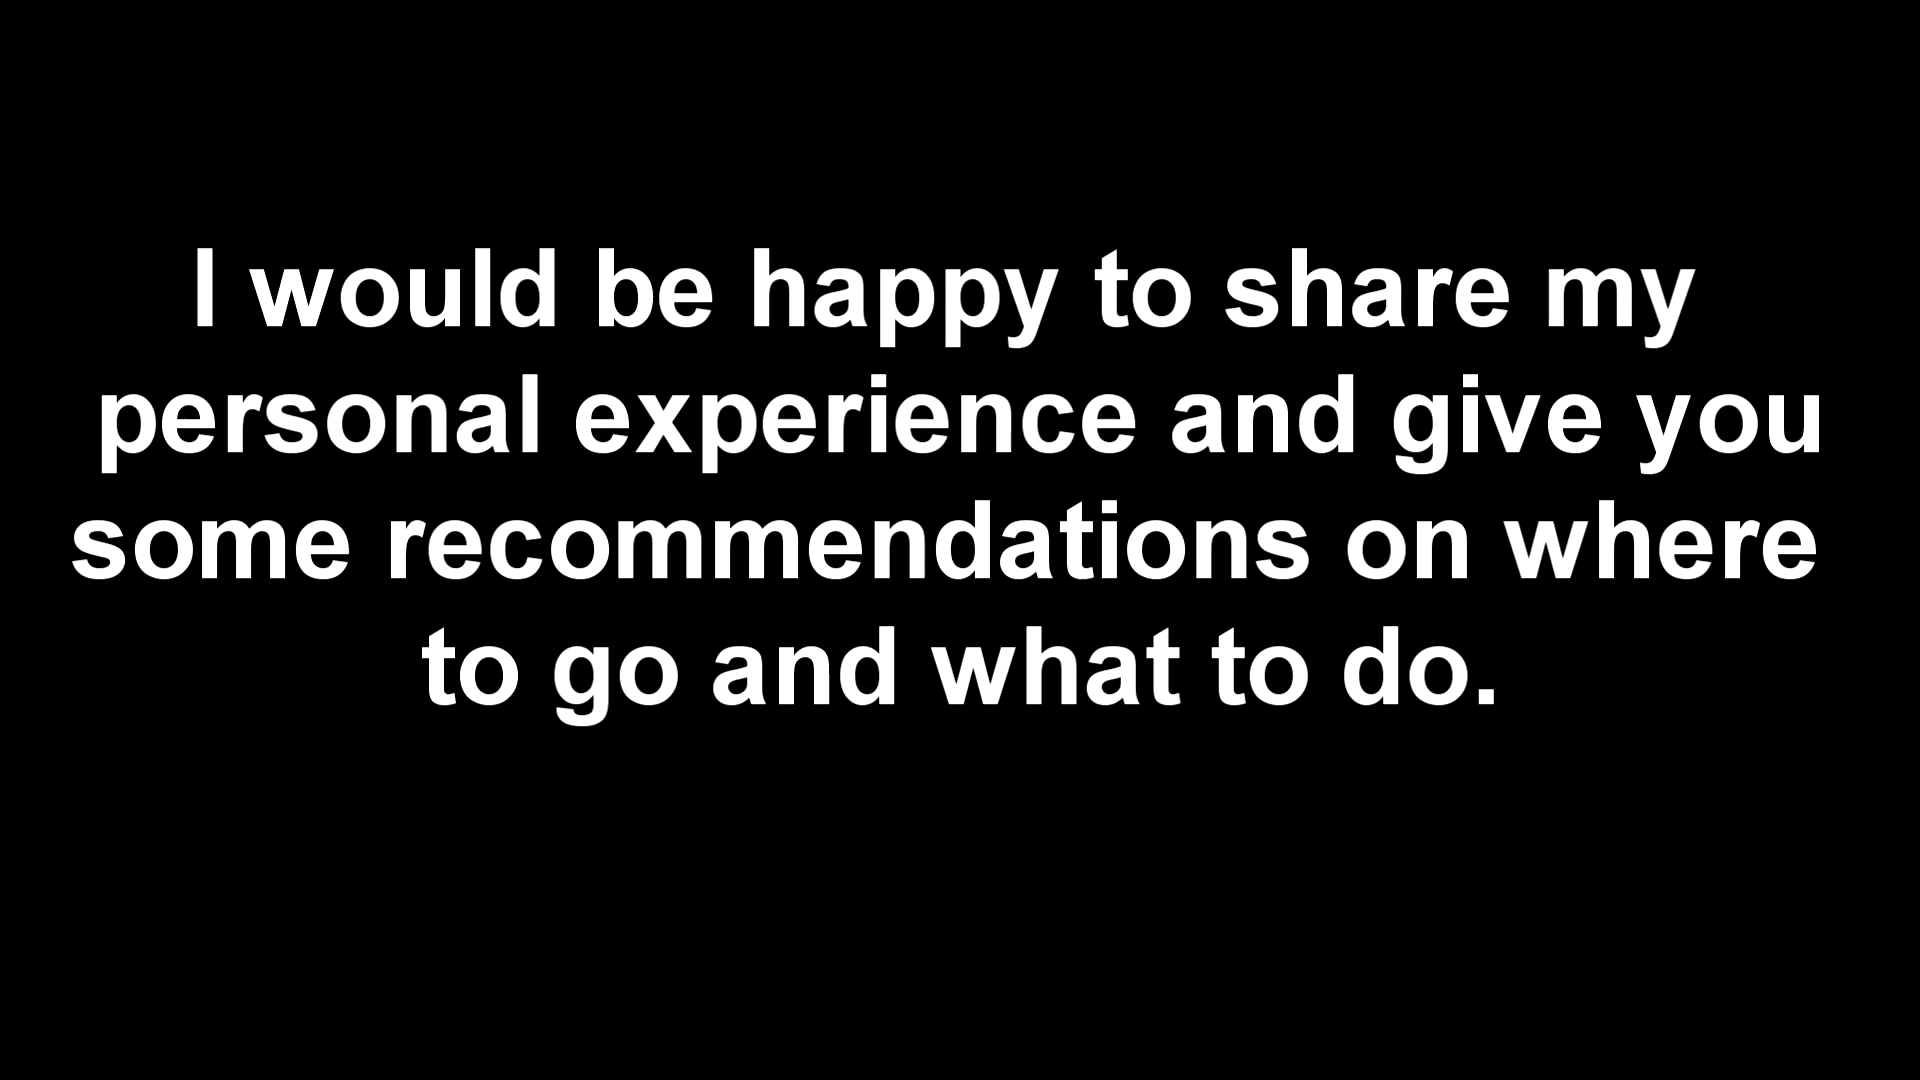 I would be happy to share my
personal experience and give you
some recommendations on where
to go and what to do.